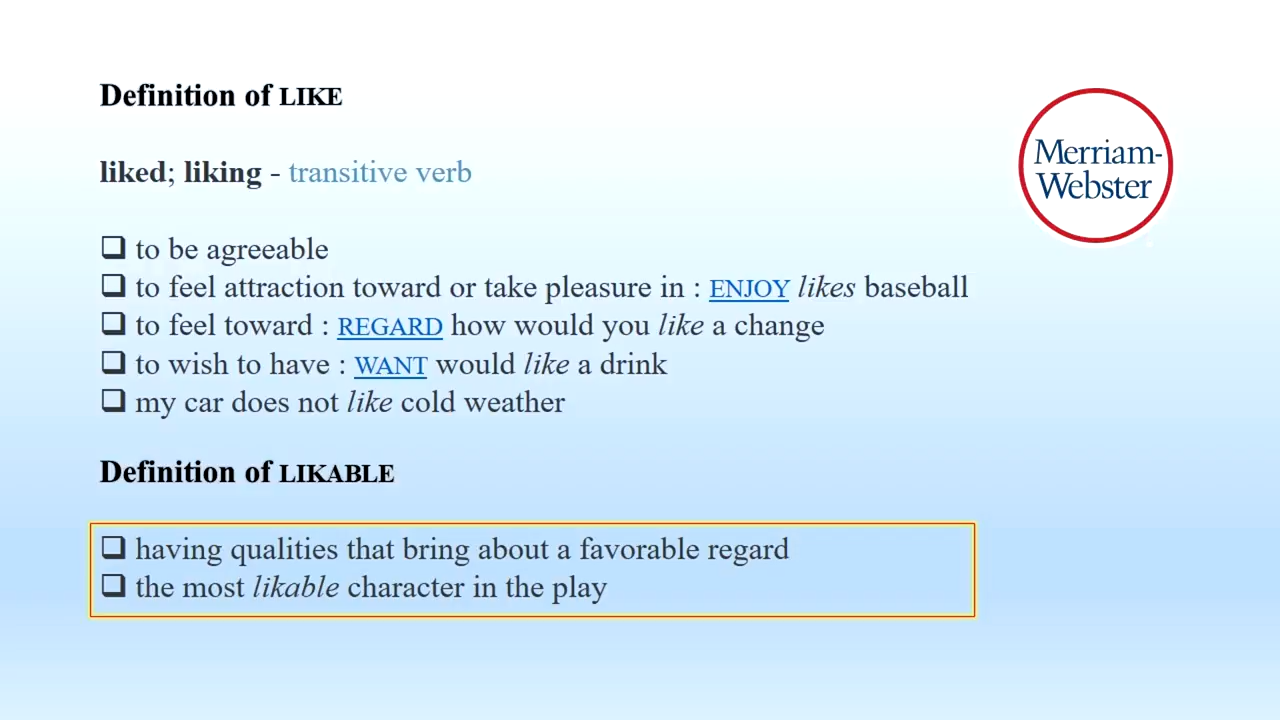 Definition of LIKE
Merriam-
Webster
liked; liking - transitive verb
❑ to be agreeable
❑ to feel attraction toward or take pleasure in : ENJOY likes baseball
❑ to feel toward : REGARD how would you like a change
❑ to wish to have : WANT would like a drink
❑ my car does not like cold weather
Definition of LIKABLE
❑ having qualities that bring about a favorable regard
❑ the most likable character in the play